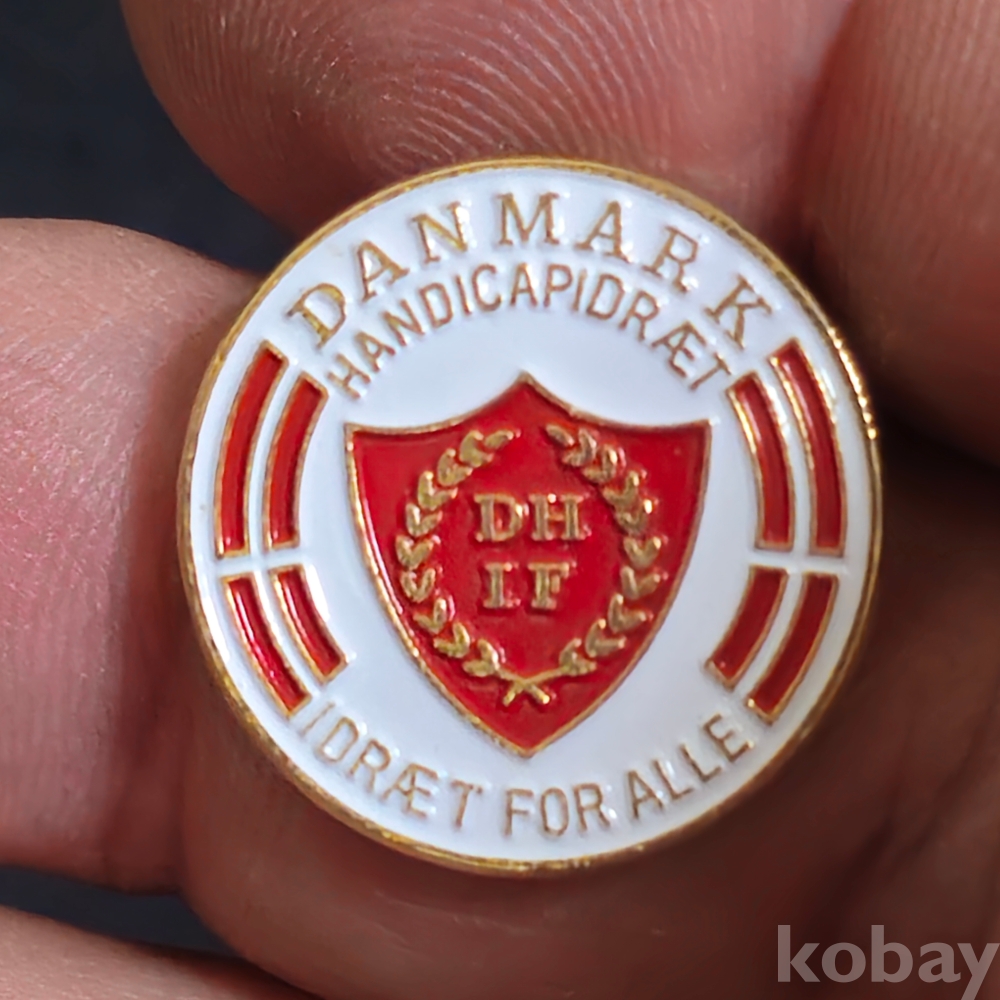 DANMARK
HANDICAPIDRÆT
DH
IF
IDRÆT FOR ALLE
kobay